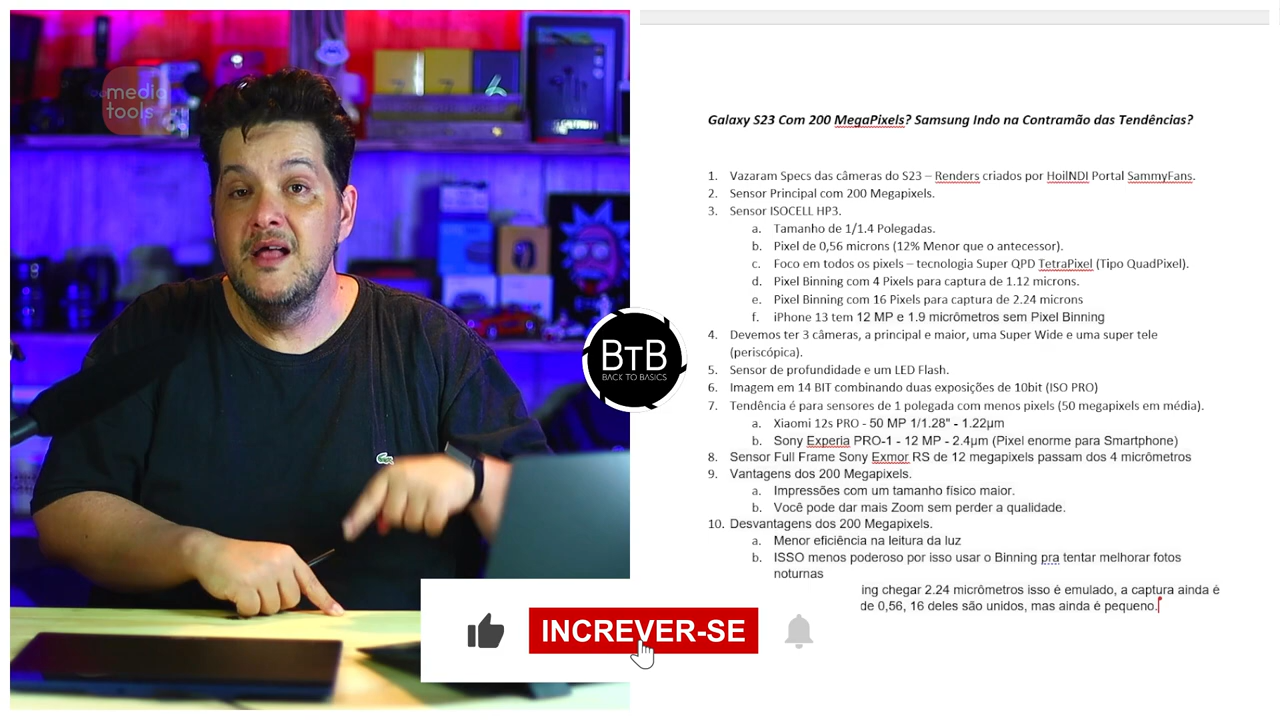 media
tools
7
7
6
Galaxy S23 Com 200 MegaPixels? Samsung Indo na Contramão das Tendências?
1. Vazaram Specs das câmeras do S23 – Renders criados por HoilNDI Portal SammyFans.
2. Sensor Principal com 200 Megapixels.
3. Sensor ISOCELL HP3.
a. Tamanho de 1/1.4 Polegadas.
b. Pixel de 0,56 microns (12% Menor que o antecessor).
c. Foco em todos os pixels – tecnologia Super QPD TetraPixel (Tipo QuadPixel).
d. Pixel Binning com 4 Pixels para captura de 1.12 microns.
e. Pixel Binning com 16 Pixels para captura de 2.24 microns
f. iPhone 13 tem 12 MP e 1.9 micrômetros sem Pixel Binning
4. Devemos ter 3 câmeras, a principal e maior, uma Super Wide e uma super tele
(periscópica).
5. Sensor de profundidade e um LED Flash.
6. Imagem em 14 BIT combinando duas exposições de 10bit (ISO PRO)
7. Tendência é para sensores de 1 polegada com menos pixels (50 megapixels em média).
a. Xiaomi 12s PRO - 50 MP 1/1.28" - 1.22µm
b. Sony Experia PRO-1 - 12 MP - 2.4µm (Pixel enorme para Smartphone)
8. Sensor Full Frame Sony Exmor RS de 12 megapixels passam dos 4 micrômetros
9. Vantagens dos 200 Megapixels.
a. Impressões com um tamanho físico maior.
b. Você pode dar mais Zoom sem perder a qualidade.
10. Desvantagens dos 200 Megapixels.
a. Menor eficiência na leitura da luz
b. ISSO menos poderoso por isso usar o Binning pra tentar melhorar fotos
noturnas
ing chegar 2.24 micrômetros isso é emulado, a captura ainda é
de 0,56, 16 deles são unidos, mas ainda é pequeno.
BTB
BACK TO BASICS
INCREVER-SE